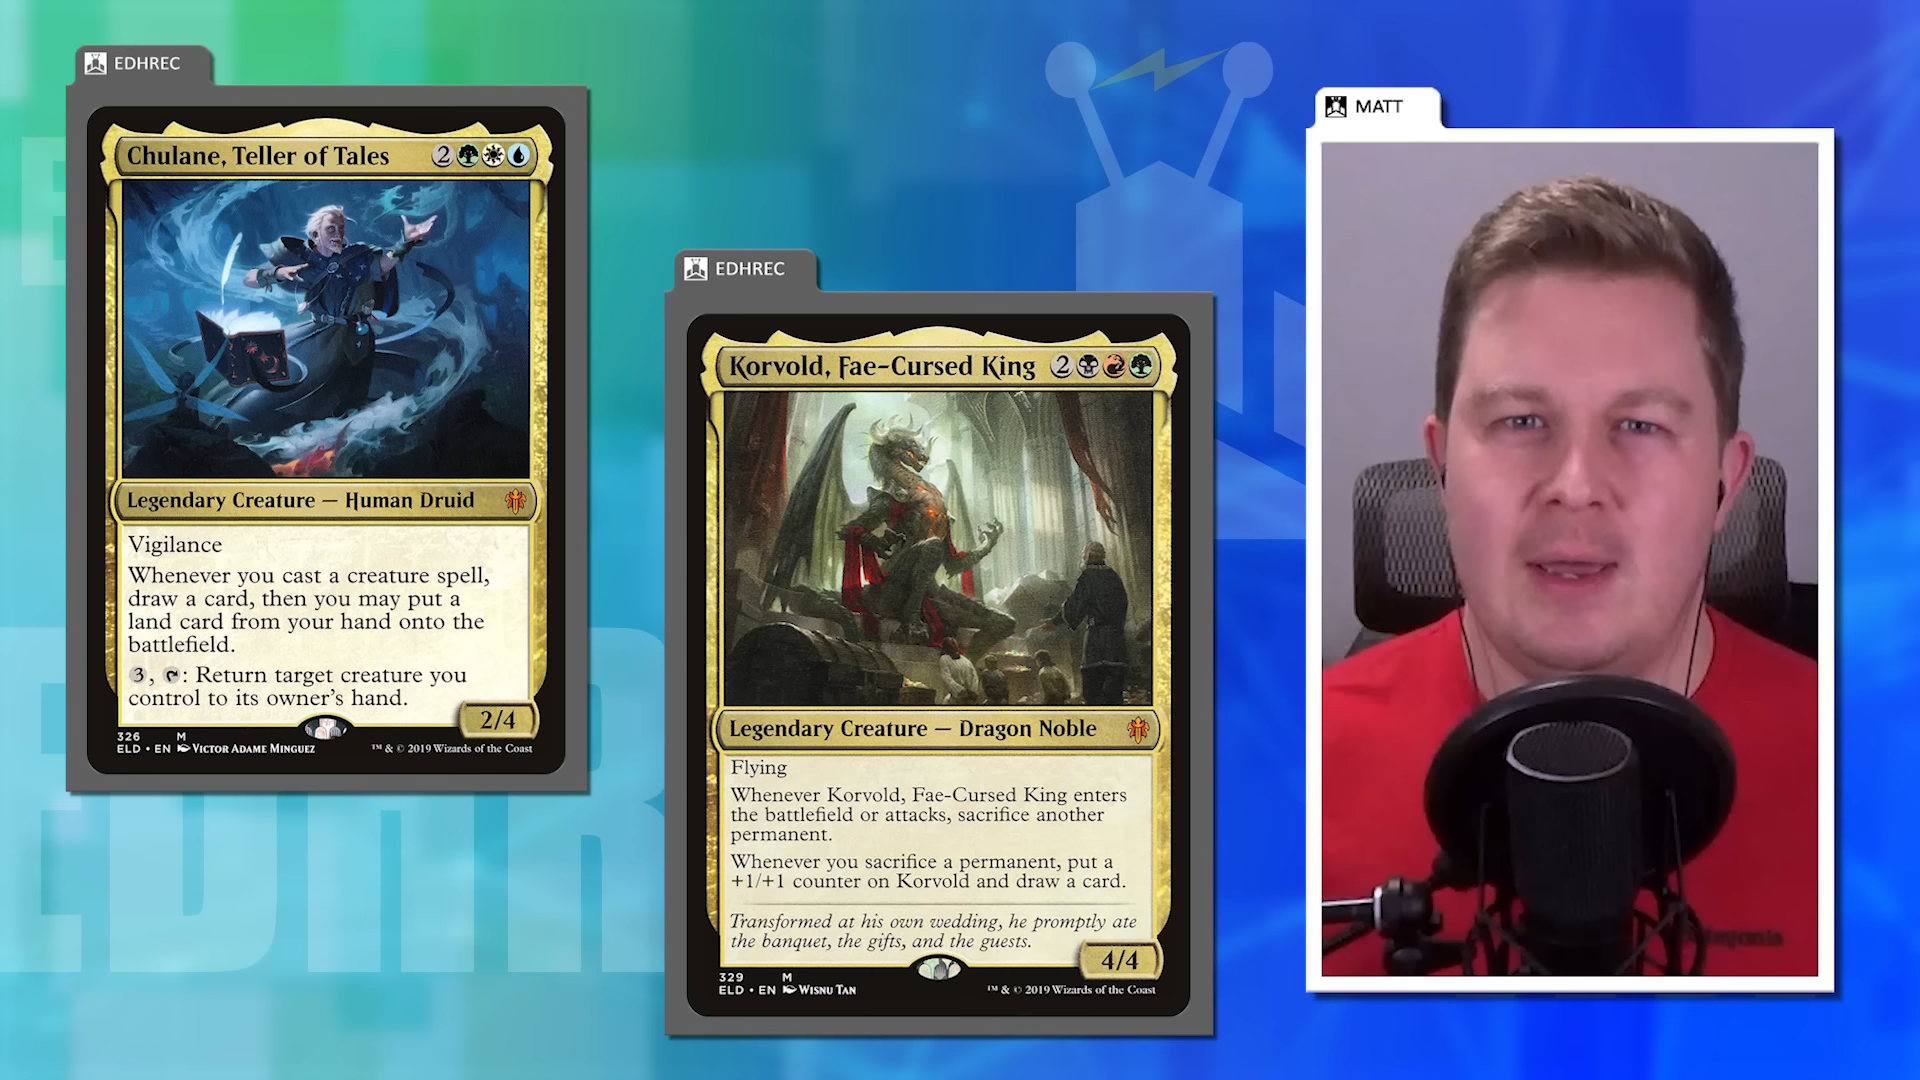 EDHREC
Chulane, Teller of Tales 2
Legendary Creature — Human Druid
Vigilance
Whenever you cast a creature spell,
draw a card, then you may put a
land card from your hand onto the
battlefield.
3, : Return target creature you
control to its owner's hand.
2/4
326 M
ELD • EN Victor Adame Minguez ™ & © 2019 Wizards of the Coast
EDHREC
Korvold, Fae-Cursed King 2
Legendary Creature — Dragon Noble
Flying
Whenever Korvold, Fae-Cursed King enters
the battlefield or attacks, sacrifice another
permanent.
Whenever you sacrifice a permanent, put a
+1/+1 counter on Korvold and draw a card.
Transformed at his own wedding, he promptly ate
the banquet, the gifts, and the guests.
4/4
329 M
ELD • EN Wisnu Tan ™ & © 2019 Wizards of the Coast
MATT